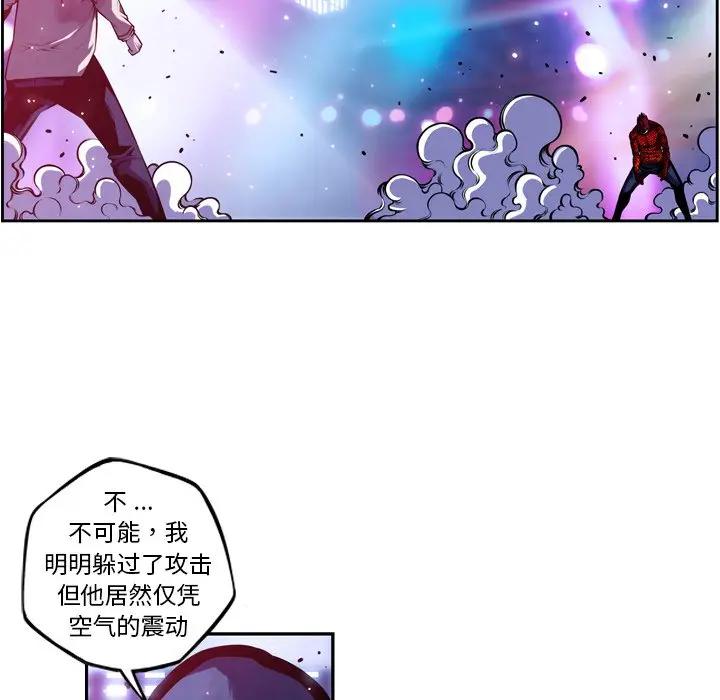 不 ...
不可能，我
明明躲过了攻击
但他居然仅凭
空气的震动